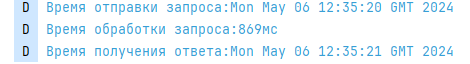 D Время отправки запроса:Mon May 06 12:35:20 GMT 2024
D Время обработки запроса:869мс
D Время получения ответа:Mon May 06 12:35:21 GMT 2024